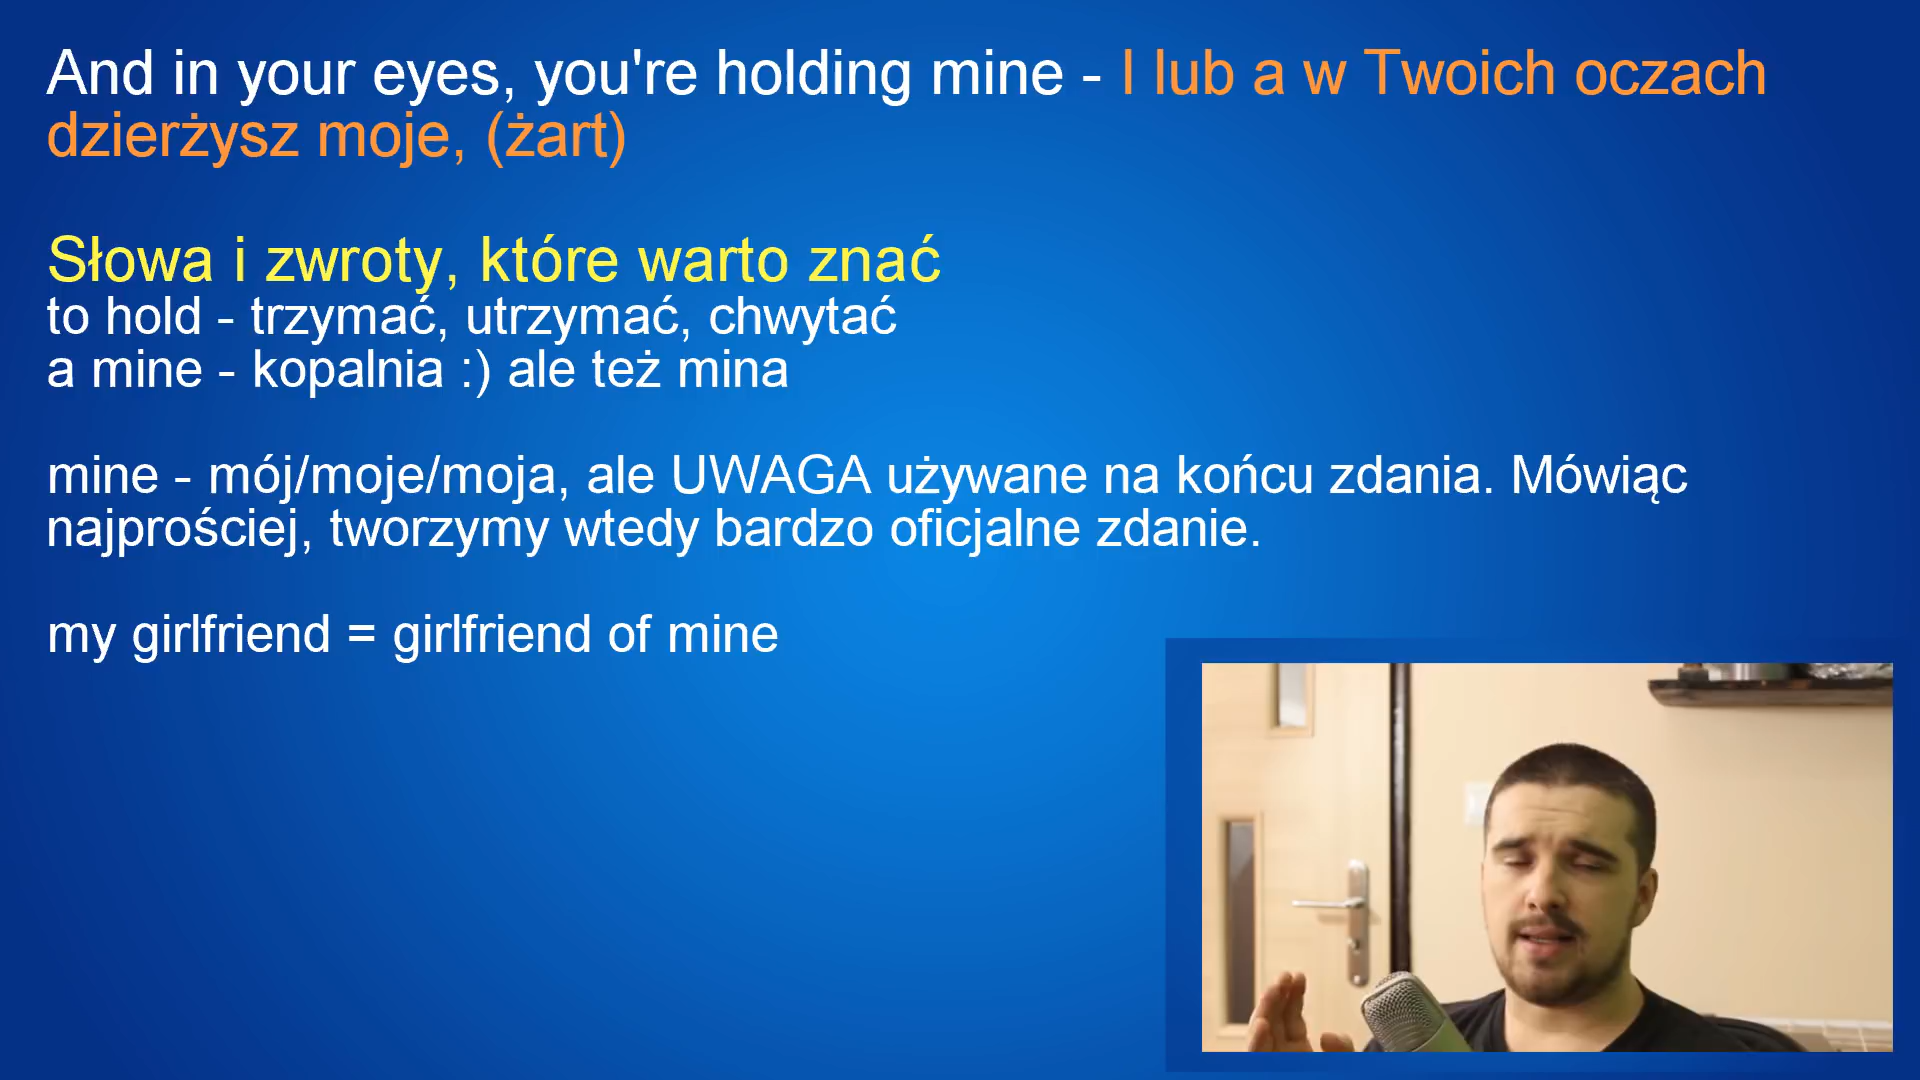 And in your eyes, you're holding mine - I lub a w Twoich oczach
dzierżysz moje, (żart)
Słowa i zwroty, które warto znać
to hold - trzymać, utrzymać, chwytać
a mine - kopalnia :) ale też mina
mine - mój/moje/moja, ale UWAGA używane na końcu zdania. Mówiąc
najprościej, tworzymy wtedy bardzo oficjalne zdanie.
my girlfriend = girlfriend of mine